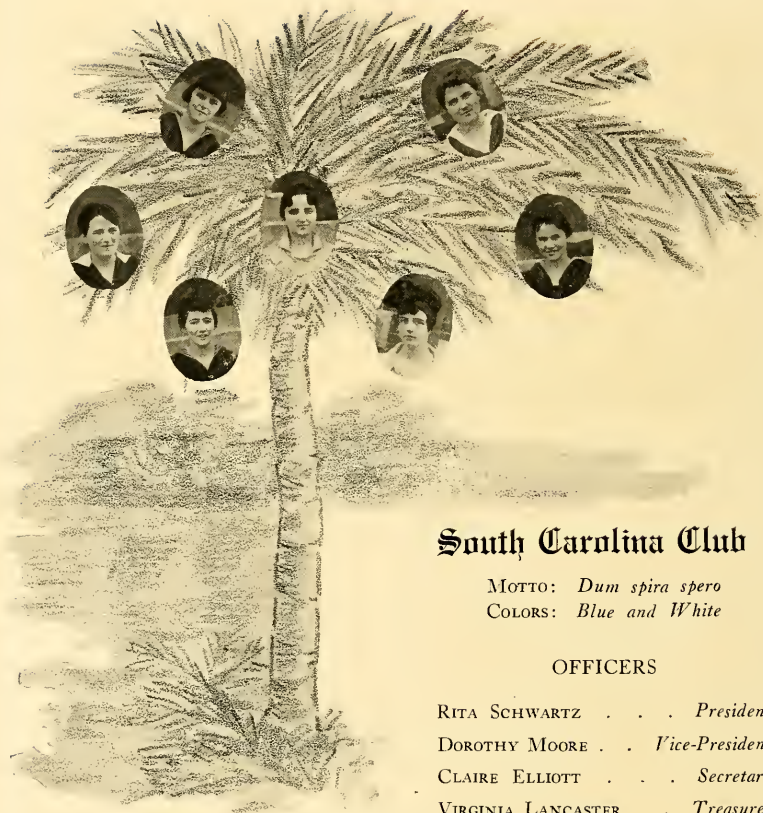 South Carolina Club
MOTTO: Dum spira spero
COLORS: Blue and White
OFFICERS
RITA SCHWARTZ . . . Presiden
DOROTHY MOORE . . Vice-Presiden
CLAIRE ELLIOTT . . . Secretar
VIRGINIA LANCASTER . . Treasure